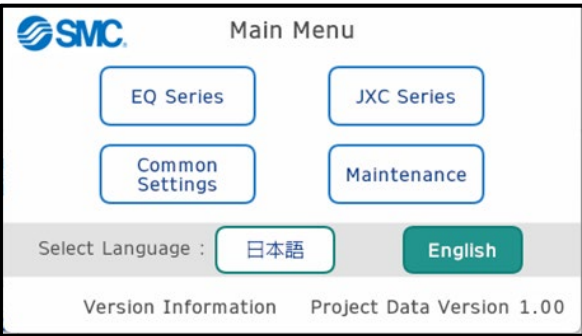 SMC.
Main Menu
EQ Series
JXC Series
Common
Settings
Maintenance
Select Language :
日本語
English
Version Information
Project Data Version 1.00